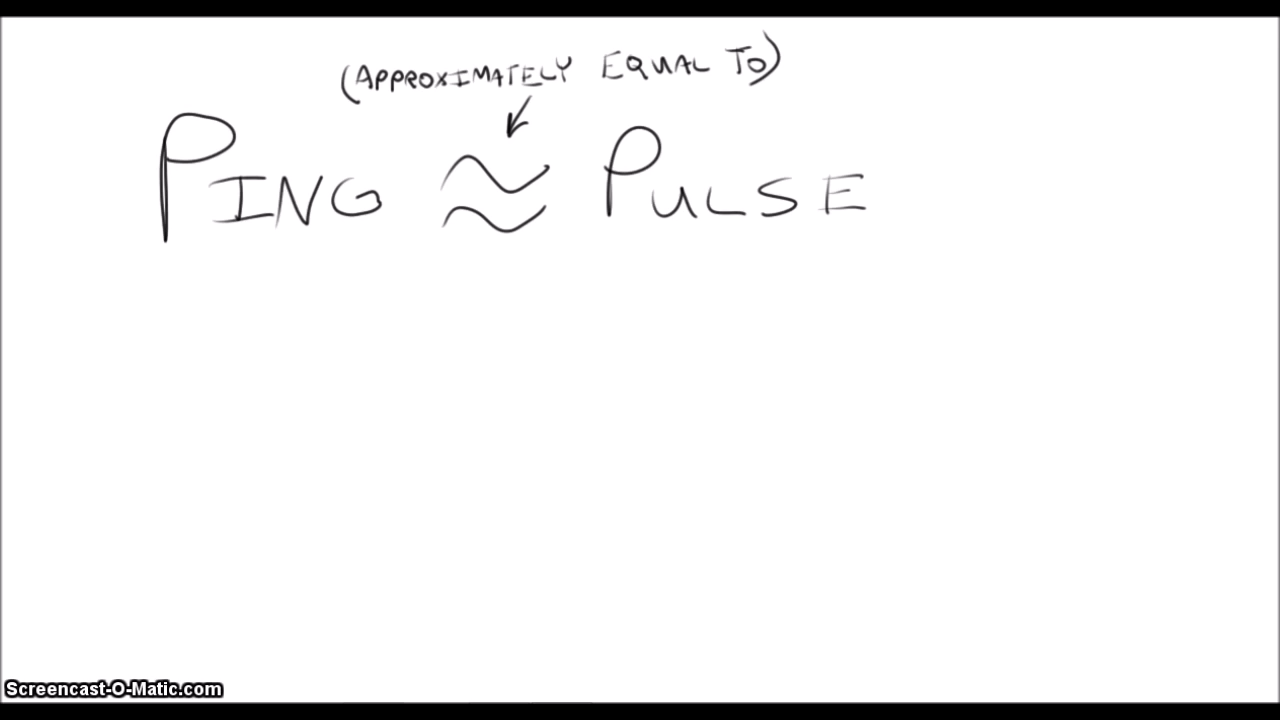 (APPROXIMATELY EQUAL TO)
PING ≈ PULSE
Screencast-O-Matic.com